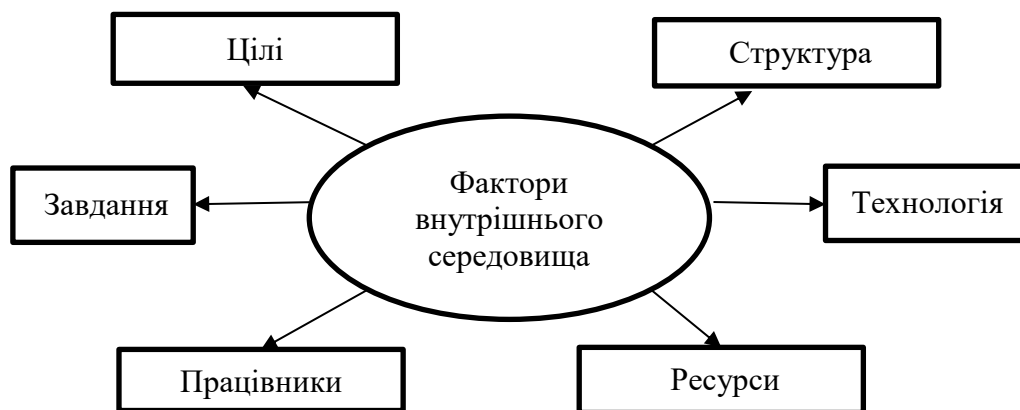 Цілі
Структура
Завдання
Фактори
внутрішнього
середовища
Технологія
Працівники
Ресурси